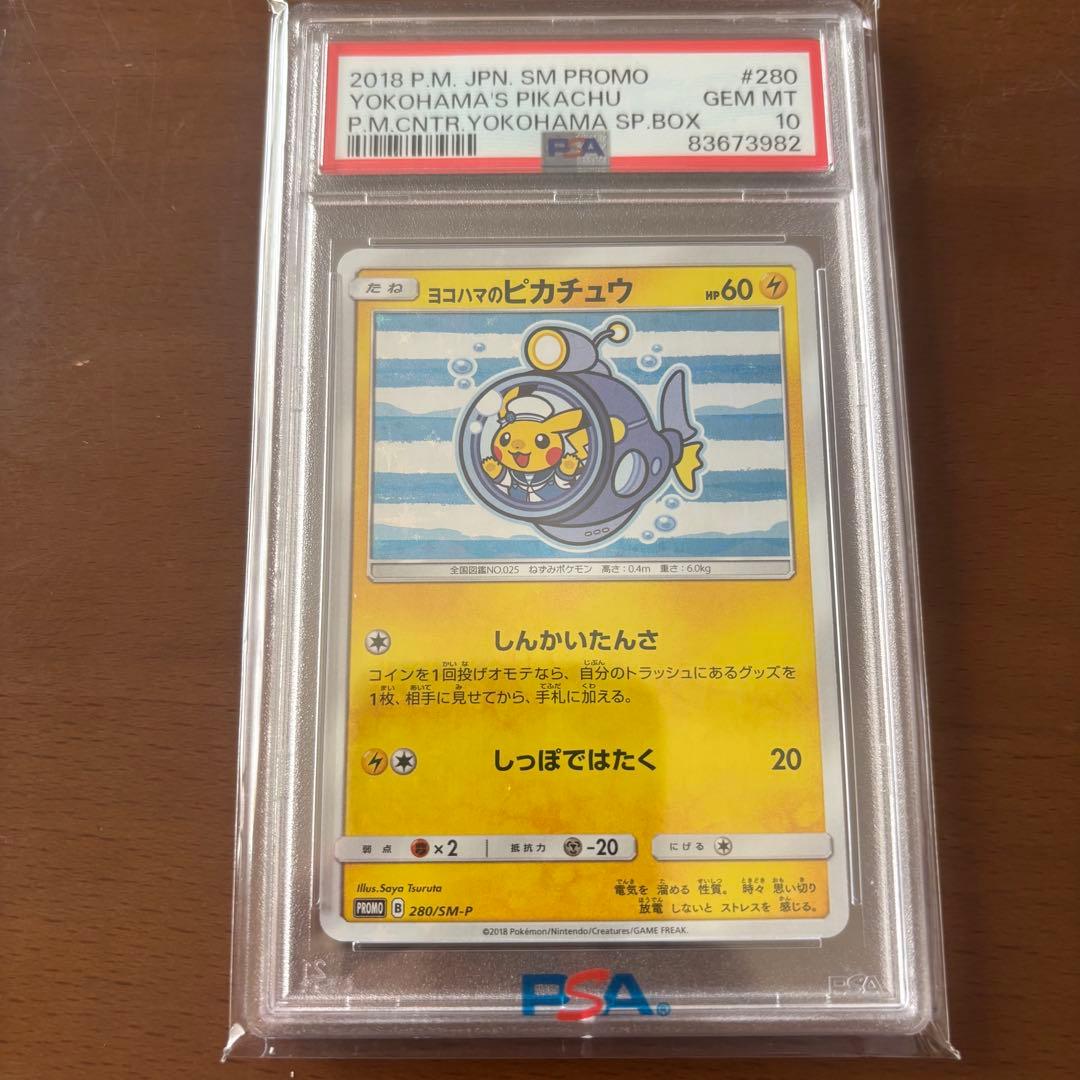 2018 P.M. JPN. SM PROMO #280
YOKOHAMA'S PIKACHU GEM MT
P.M.CNTR.YOKOHAMA SP.BOX 10
PSA 83673982
たね ヨコハマのピカチュウ HP60
全国図鑑NO.025 ねずみポケモン 高さ:0.4m 重さ:6.0kg
しんかいたんさ
コインを1回投げオモテなら、自分のトラッシュにあるグッズを
1枚、相手に見せてから、手札に加える。
しっぽではたく 20
弱点 ×2 抵抗力 -20 にげる
Illus.Saya Tsuruta
電気を 溜める 性質。 時々 思い切り
放電 しないと ストレスを 感じる。
PROMO B 280/SM-P
©2018 Pokémon/Nintendo/Creatures/GAME FREAK.
PSA®
PSA